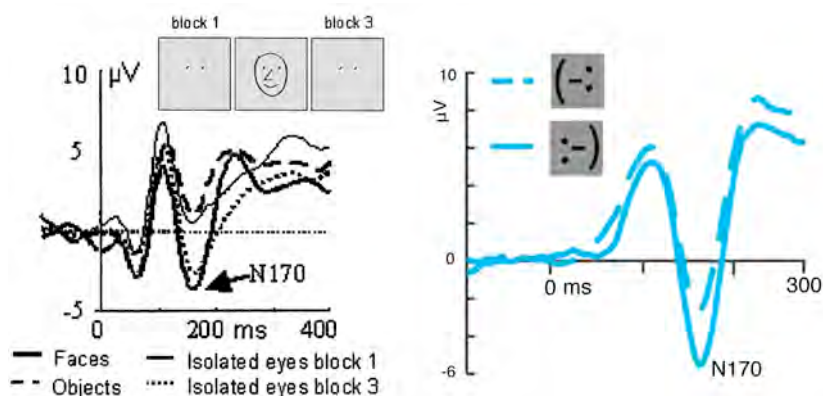 block 1
block 3
10
µV
5
N170
-5
0
200 ms
400
Faces
Isolated eyes block 1
Objects
Isolated eyes block 3
10
µV
(-:
:-)
0
0 ms
300
N170
-6